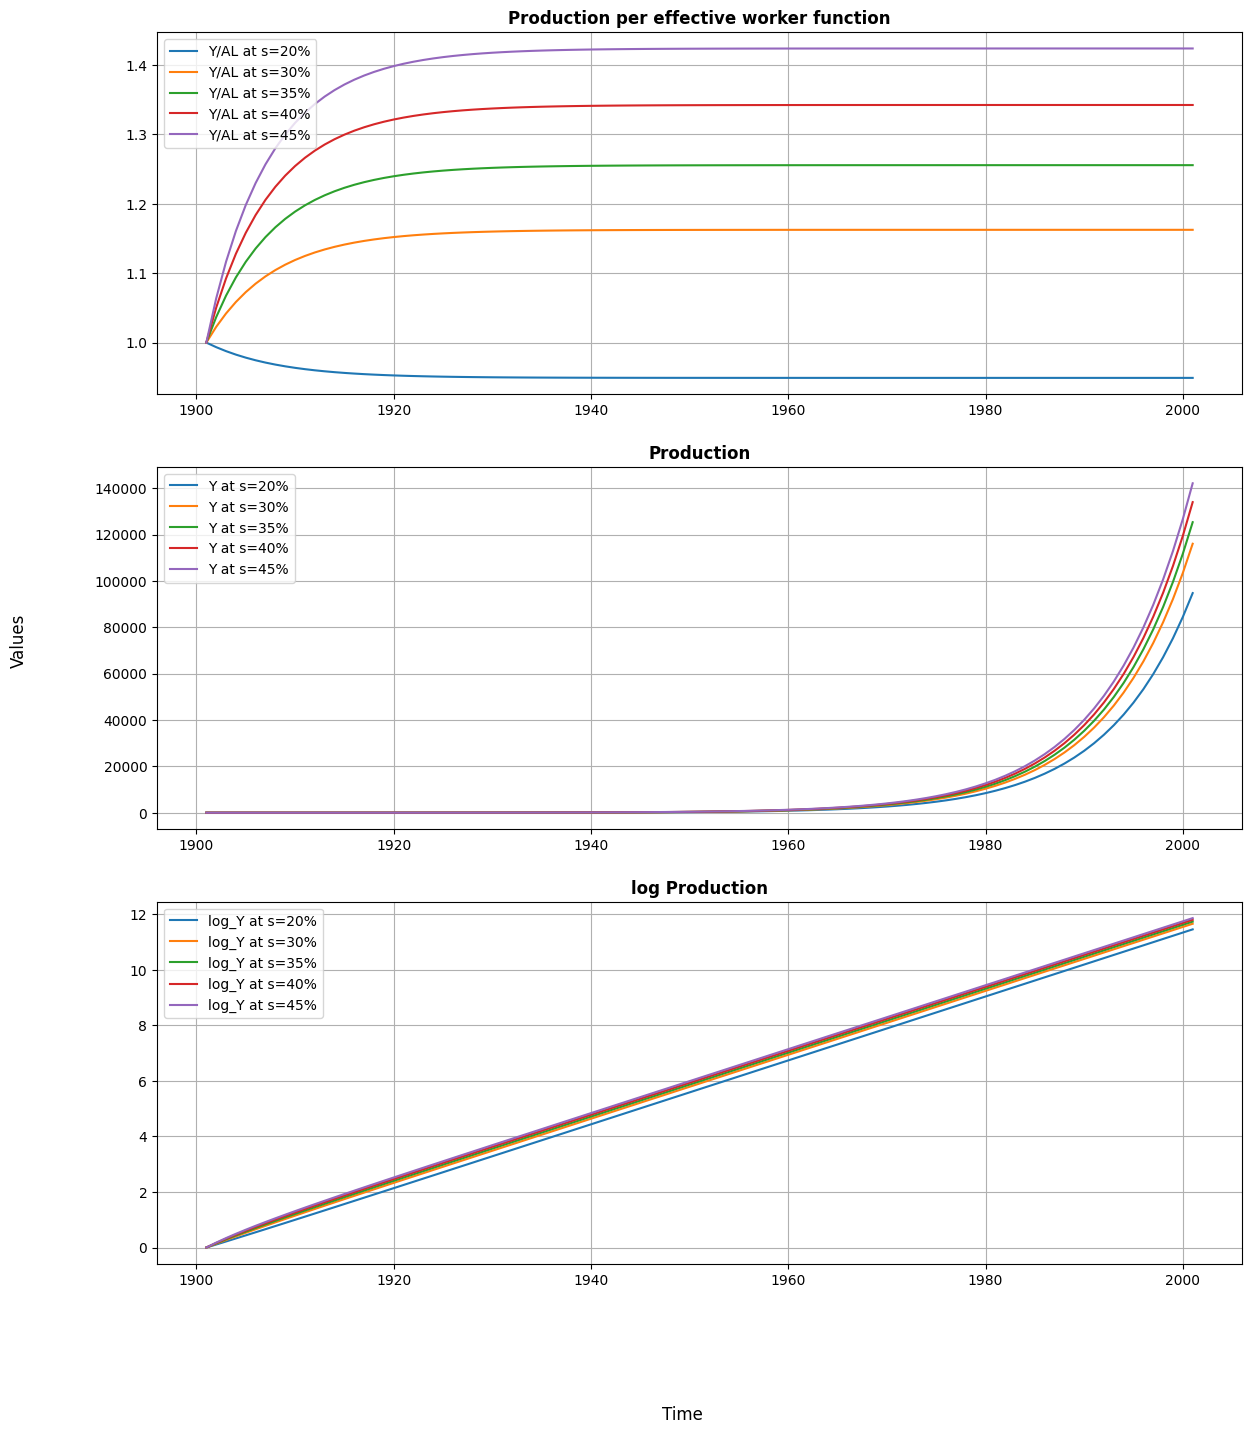 Production per effective worker function
Y/AL at s=20%
Y/AL at s=30%
Y/AL at s=35%
Y/AL at s=40%
Y/AL at s=45%
1.4
1.3
1.2
1.1
1.0
1900 1920 1940 1960 1980 2000
Production
Y at s=20%
Y at s=30%
Y at s=35%
Y at s=40%
Y at s=45%
140000
120000
100000
80000
60000
40000
20000
0
1900 1920 1940 1960 1980 2000
Values
log Production
log_Y at s=20%
log_Y at s=30%
log_Y at s=35%
log_Y at s=40%
log_Y at s=45%
12
10
8
6
4
2
0
1900 1920 1940 1960 1980 2000
Time